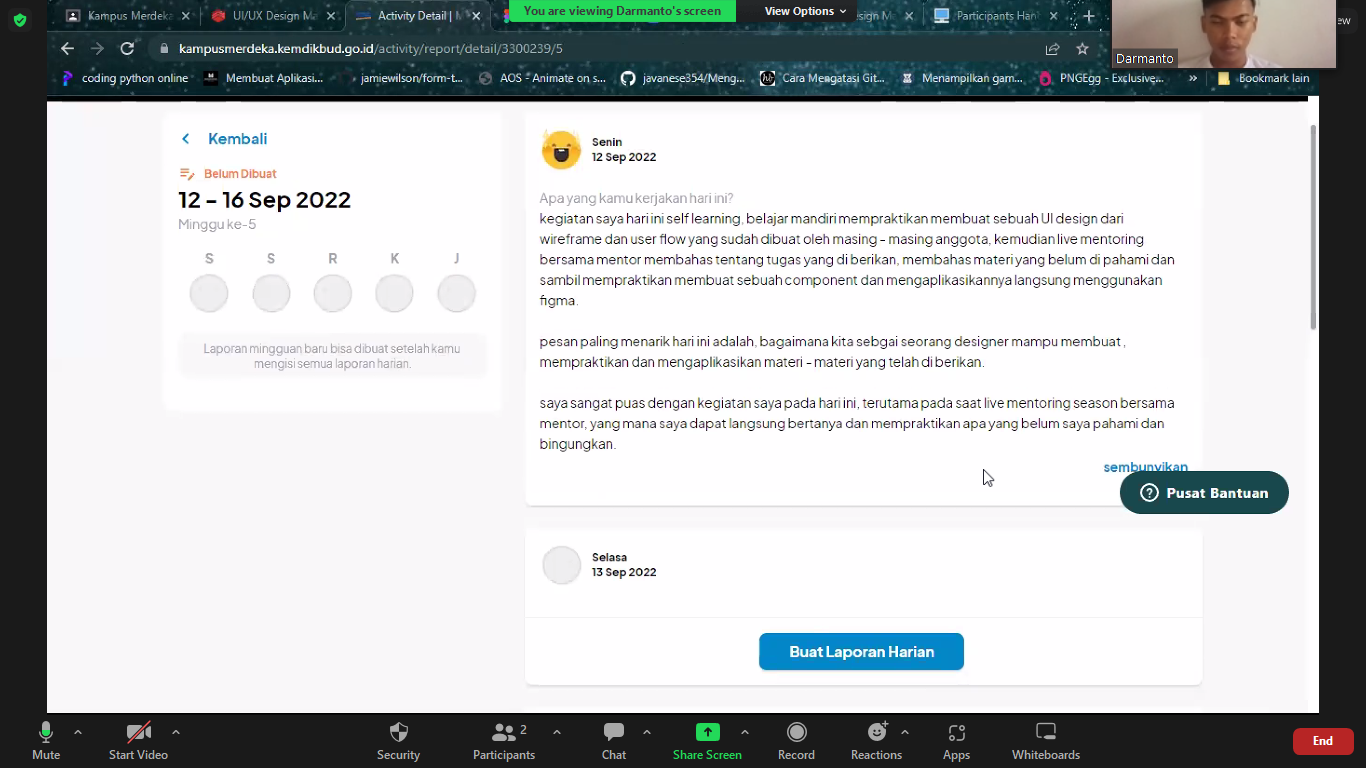 Kampus Merdeka
UI/UX Design Ma
Activity Detail | M
You are viewing Darmanto's screen
View Options
Participants Han
kampusmerdeka.kemdikbud.go.id/activity/report/detail/3300239/5
Darmanto
coding python online
Membuat Aplikasi...
jamiewilson/form-t...
AOS - Animate on s...
javanese354/Meng...
Cara Mengatasi Git...
Menampilkan gam...
PNGEgg - Exclusive...
»
Bookmark lain
Kembali
Belum Dibuat
12 – 16 Sep 2022
Minggu ke-5
S S R K J
Laporan mingguan baru bisa dibuat setelah kamu
mengisi semua laporan harian.
Senin
12 Sep 2022
Apa yang kamu kerjakan hari ini?
kegiatan saya hari ini self learning, belajar mandiri mempraktikan membuat sebuah UI design dari
wireframe dan user flow yang sudah dibuat oleh masing - masing anggota, kemudian live mentoring
bersama mentor membahas tentang tugas yang di berikan, membahas materi yang belum di pahami dan
sambil mempraktikan membuat sebuah component dan mengaplikasikannya langsung menggunakan
figma.
pesan paling menarik hari ini adalah, bagaimana kita sebgai seorang designer mampu membuat ,
mempraktikan dan mengaplikasikan materi - materi yang telah di berikan.
saya sangat puas dengan kegiatan saya pada hari ini, terutama pada saat live mentoring season bersama
mentor, yang mana saya dapat langsung bertanya dan mempraktikan apa yang belum saya pahami dan
bingungkan.
sembunyikan
Pusat Bantuan
Selasa
13 Sep 2022
Buat Laporan Harian
Mute
Start Video
Security
Participants
2
Chat
Share Screen
Record
Reactions
Apps
Whiteboards
End